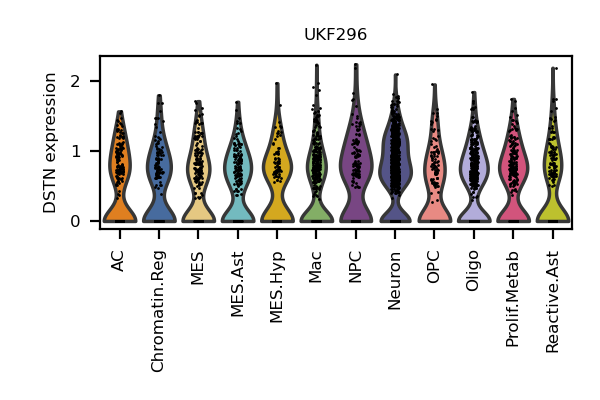 UKF296
DSTN expression
2
1
0
AC
Chromatin.Reg
MES
MES.Ast
MES.Hyp
Mac
NPC
Neuron
OPC
Oligo
Prolif.Metab
Reactive.Ast